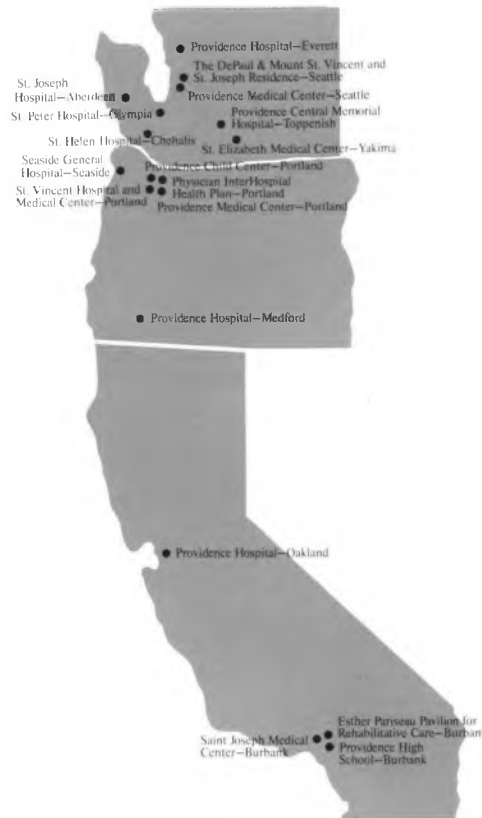 Providence Hospital—Everett
The DePaul & Mount St. Vincent and
St. Joseph Residence—Seattle
Providence Medical Center—Seattle
St. Joseph
Hospital—Aberdeen
St. Peter Hospital—Olympia
Providence Central Memorial
Hospital—Toppenish
St. Helen Hospital—Chehalis
St. Elizabeth Medical Center—Yakima
Seaside General
Hospital—Seaside
Providence Child Center—Portland
Physician InterHospital
Health Plan—Portland
St. Vincent Hospital and
Medical Center—Portland
Providence Medical Center—Portland
Providence Hospital—Medford
Providence Hospital—Oakland
Esther Pariseau Pavilion for
Rehabilitative Care—Burban
Saint Joseph Medical
Center—Burbank
Providence High
School—Burbank